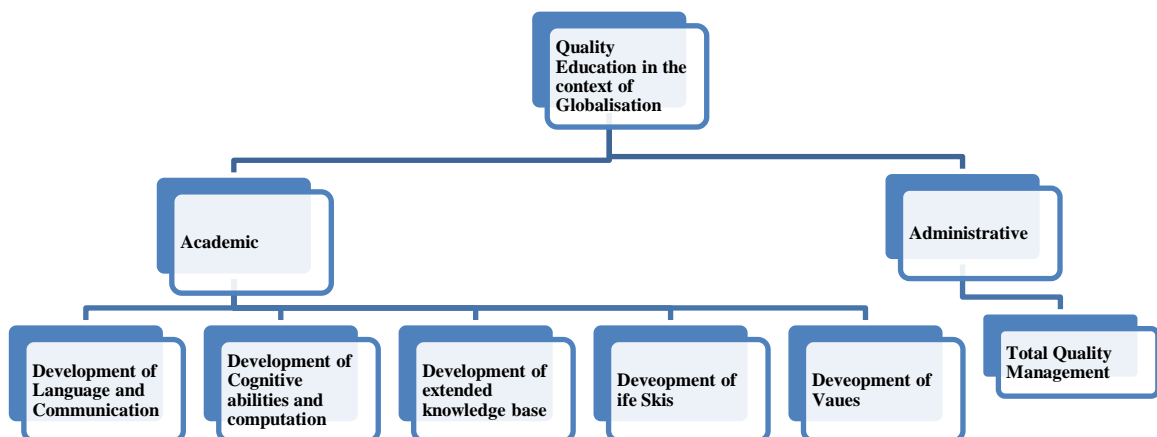 Quality
Education in the
context of
Globalisation
Academic
Administrative
Development of
Language and
Communication
Development of
Cognitive
abilities and
computation
Development of
extended
knowledge base
Deveopment of
ife Skis
Deveopment of
Vaues
Total Quality
Management